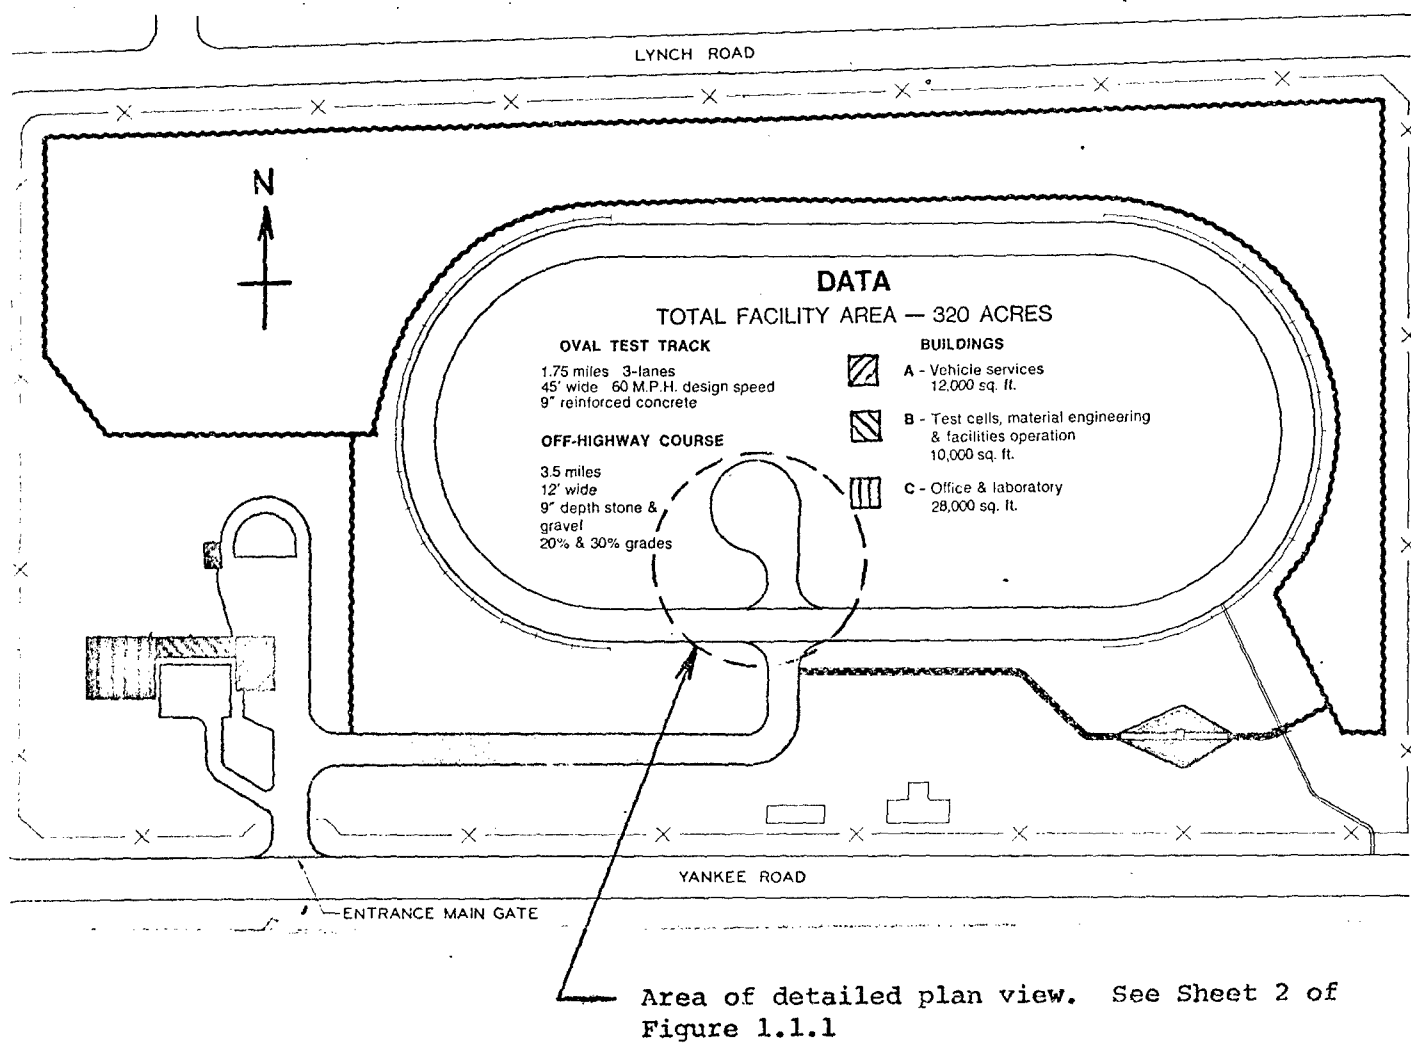 LYNCH ROAD
N
DATA
TOTAL FACILITY AREA — 320 ACRES
OVAL TEST TRACK
1.75 miles 3-lanes
45' wide 60 M.P.H. design speed
9" reinforced concrete
OFF-HIGHWAY COURSE
3.5 miles
12' wide
9" depth stone &
gravel
20% & 30% grades
BUILDINGS
A - Vehicle services
12,000 sq. ft.
B - Test cells, material engineering
& facilities operation
10,000 sq. ft.
C - Office & laboratory
28,000 sq. ft.
YANKEE ROAD
ENTRANCE MAIN GATE
Area of detailed plan view. See Sheet 2 of
Figure 1.1.1